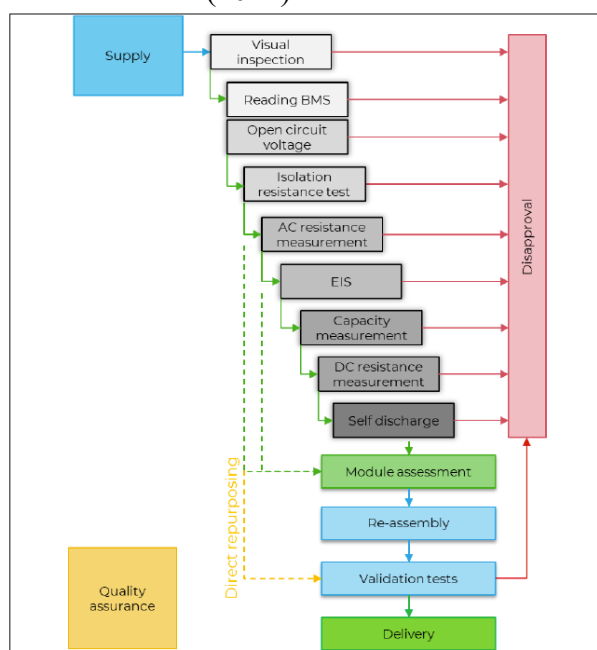 Supply
Visual
inspection
Reading BMS
Open circuit
voltage
Isolation
resistance test
AC resistance
measurement
EIS
Capacity
measurement
DC resistance
measurement
Self discharge
Disapproval
Module assessment
Re-assembly
Direct repurposing
Validation tests
Quality
assurance
Delivery